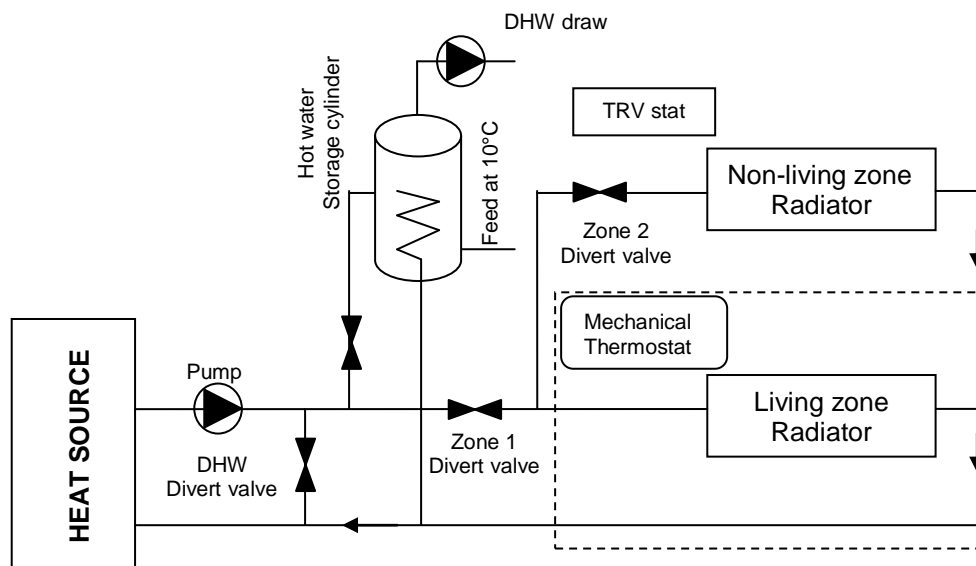 DHW draw
Hot water
Storage cylinder
Feed at 10°C
TRV stat
Non-living zone
Radiator
Zone 2
Divert valve
Mechanical
Thermostat
HEAT SOURCE
Pump
Living zone
Radiator
Zone 1
Divert valve
DHW
Divert valve